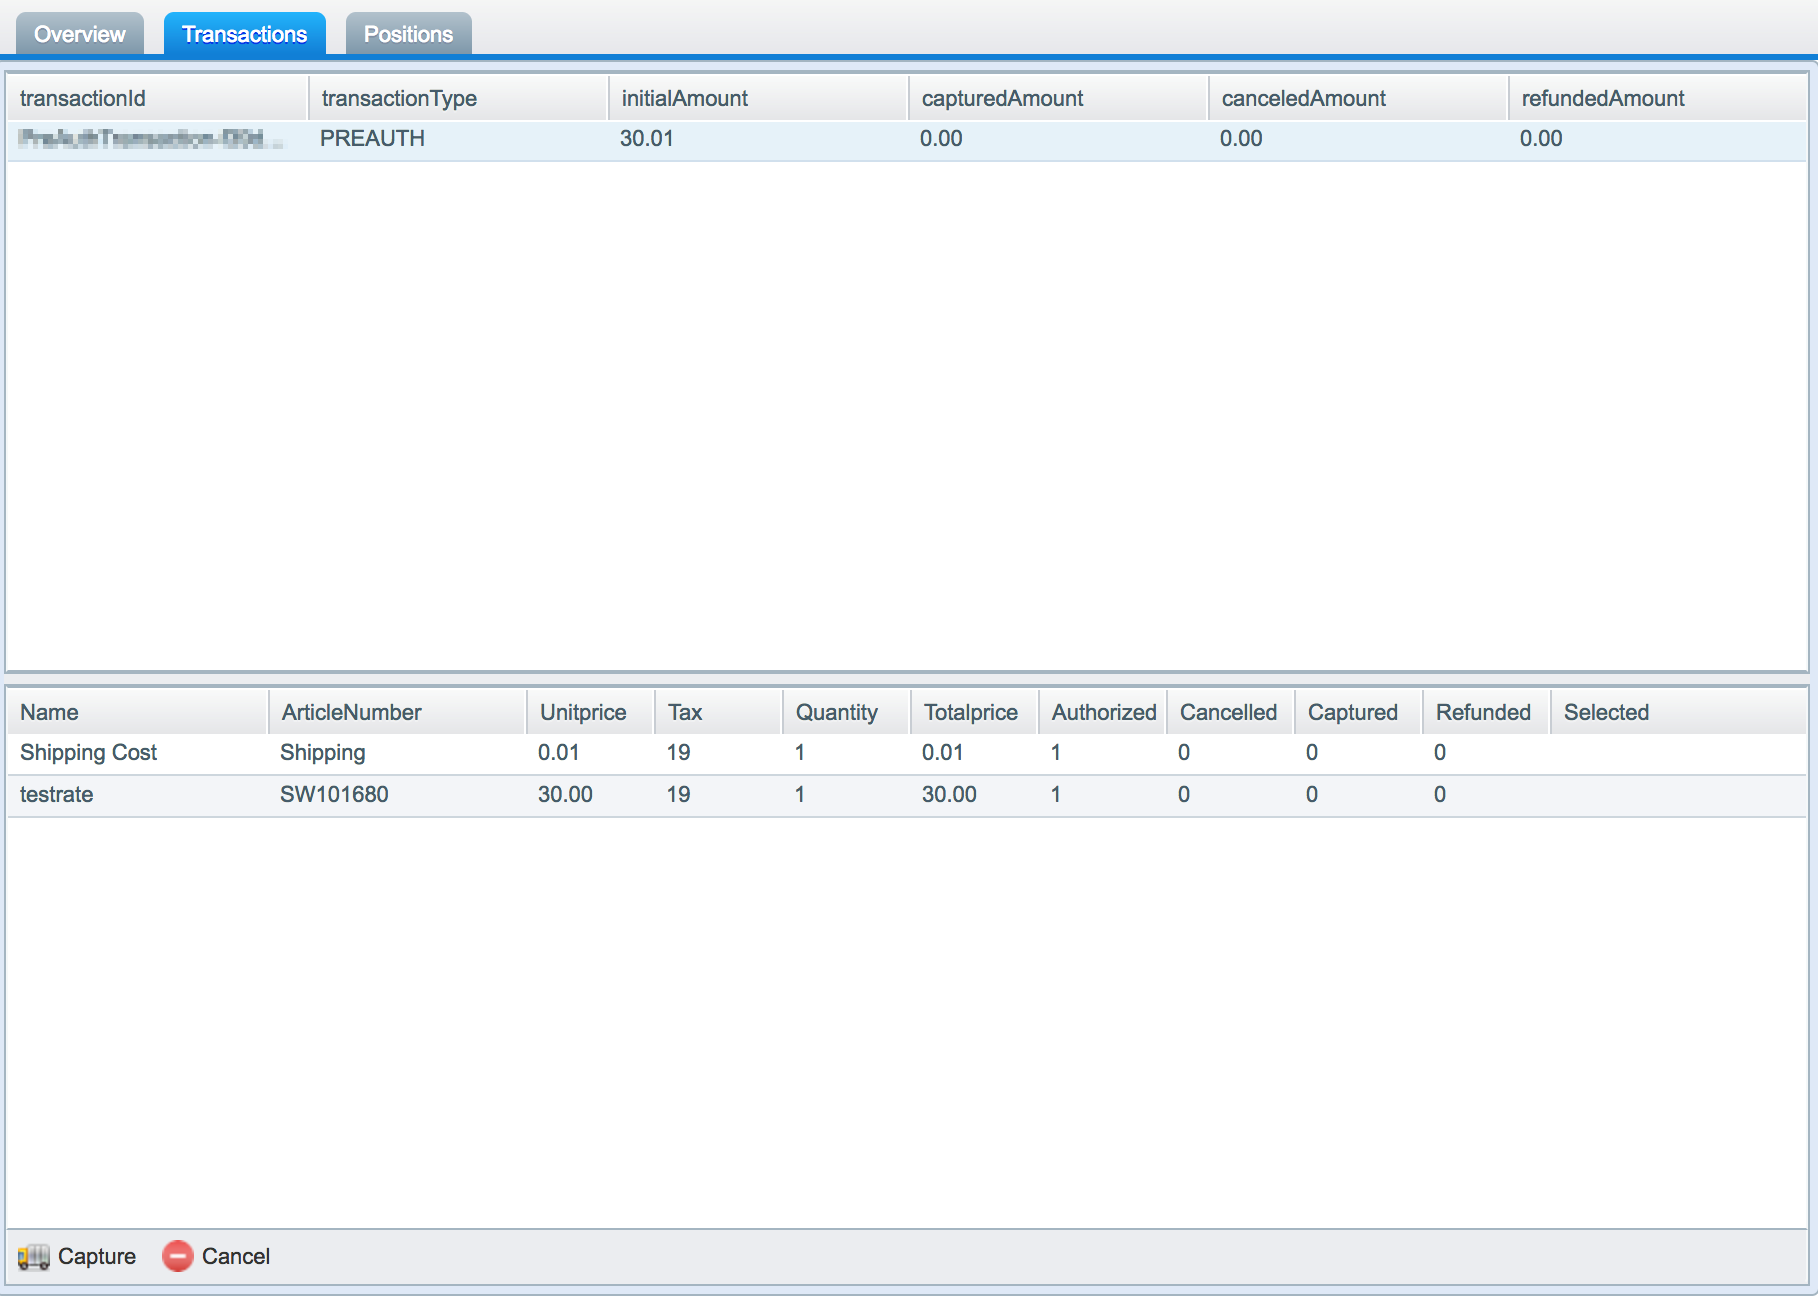 Overview Transactions Positions
transactionId transactionType initialAmount capturedAmount canceledAmount refundedAmount
PREAUTH 30.01 0.00 0.00 0.00
Name ArticleNumber Unitprice Tax Quantity Totalprice Authorized Cancelled Captured Refunded Selected
Shipping Cost Shipping 0.01 19 1 0.01 1 0 0 0
testrate SW101680 30.00 19 1 30.00 1 0 0 0
Capture Cancel